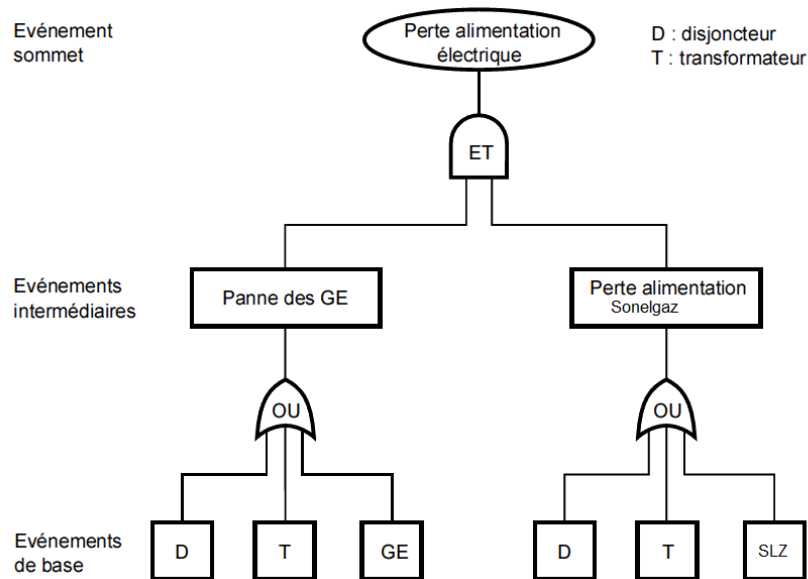 Evénement
sommet
Perte alimentation
électrique
D : disjoncteur
T : transformateur
ET
Evénements
intermédiaires
Panne des GE
Perte alimentation
Sonelgaz
OU
OU
Evénements
de base
D
T
GE
D
T
SLZ